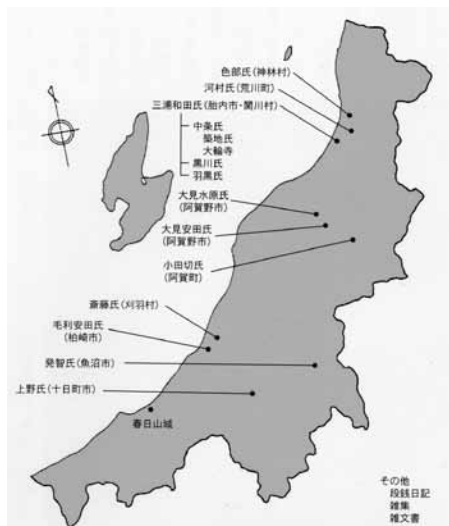 色部氏(神林村)
河村氏(荒川町)
三浦和田氏(胎内市・関川村)
中条氏
築地氏
大輪寺
黒川氏
羽黒氏
大見水原氏
(阿賀野市)
大見安田氏
(阿賀野市)
小田切氏
(阿賀町)
斎藤氏(刈羽村)
毛利安田氏
(柏崎市)
発智氏(魚沼市)
上野氏(十日町市)
春日山城
その他
段銭日記
雑集
雑文書